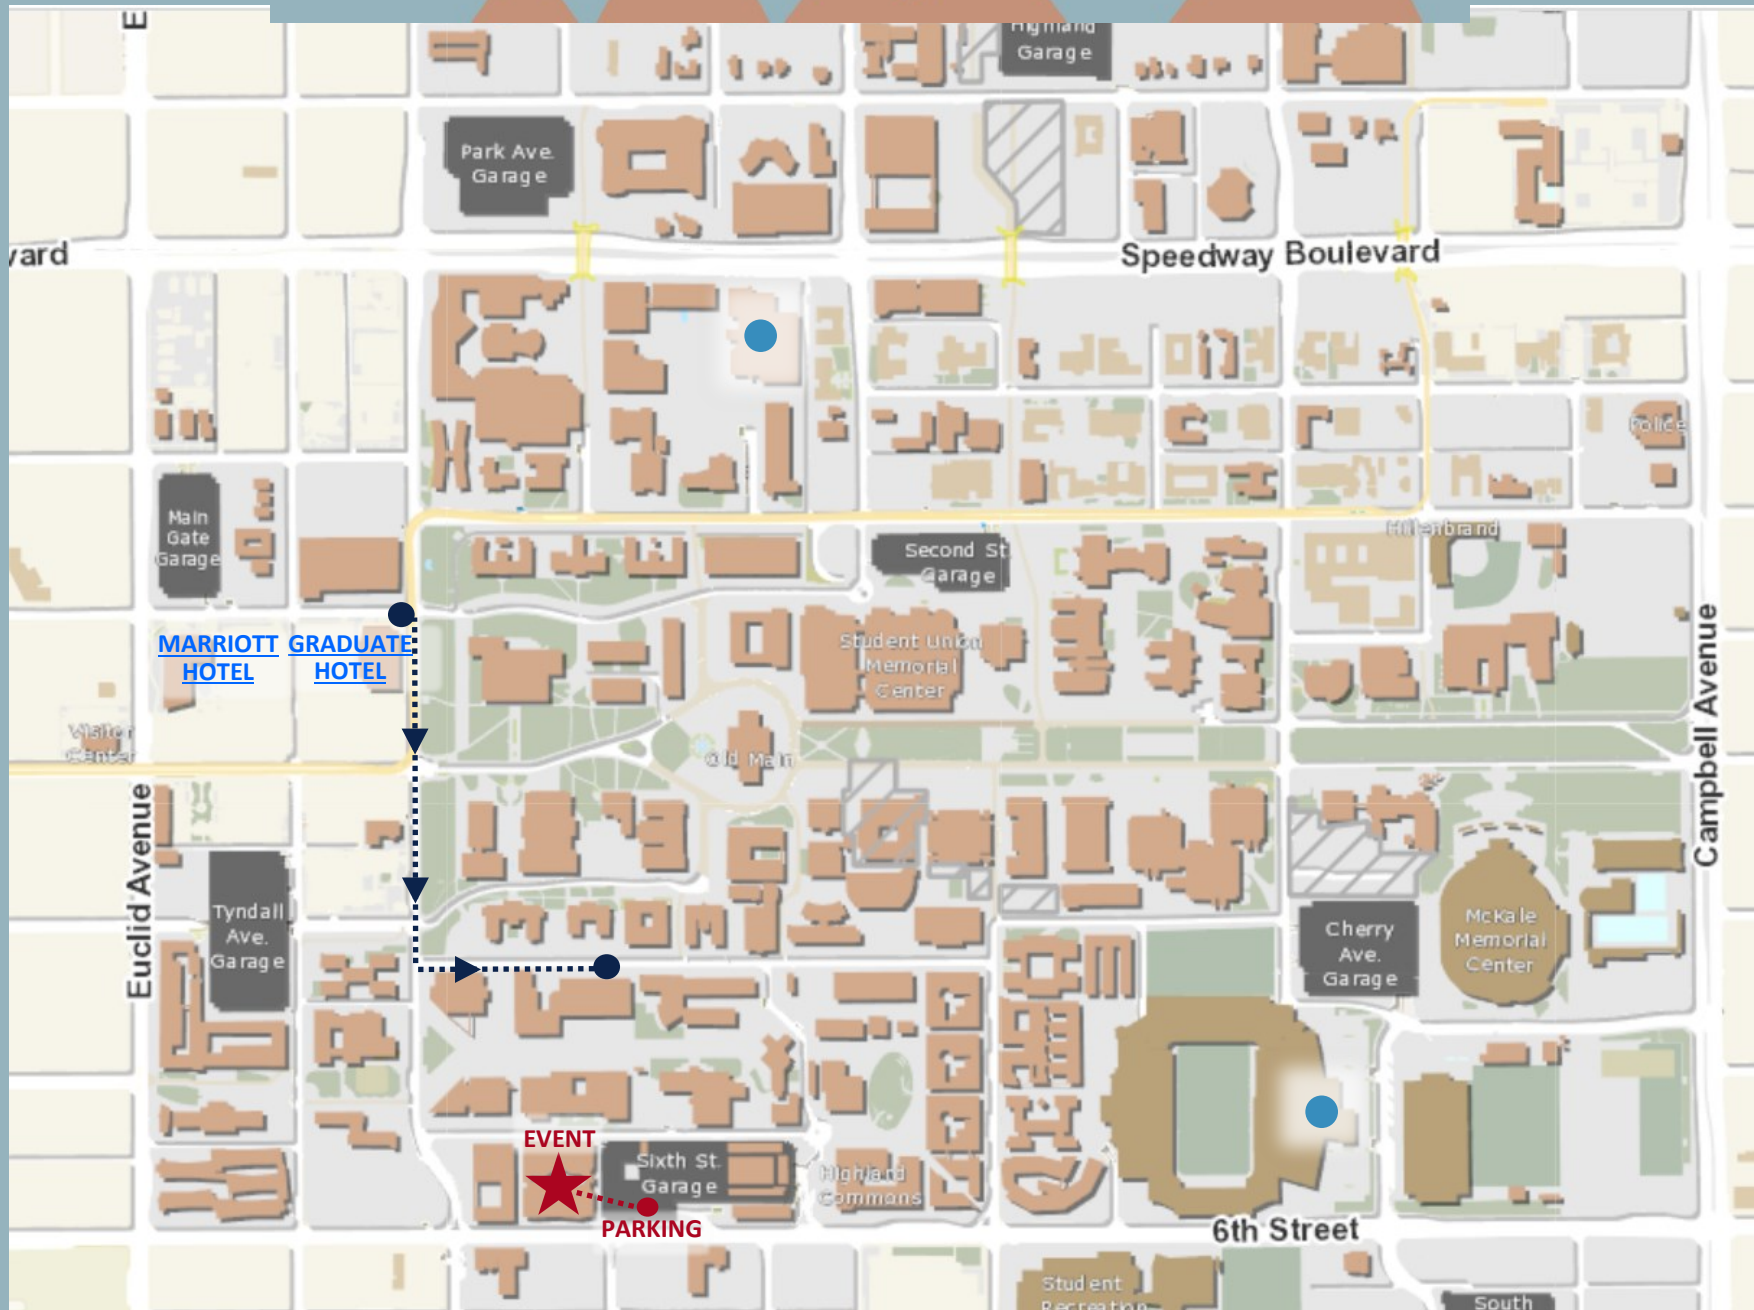 Highland
Garage
Park Ave.
Garage
vard
Speedway Boulevard
Police
Main
Gate
Garage
Second St.
Garage
Hillenbrand
MARRIOTT
HOTEL
GRADUATE
HOTEL
Student Union
Memorial
Center
Visitor
Center
Old Main
Campbell Avenue
Euclid Avenue
Tyndall
Ave.
Garage
Cherry
Ave.
Garage
McKale
Memorial
Center
EVENT
Sixth St.
Garage
PARKING
Highland
Commons
6th Street
Student
Recreation
South
E